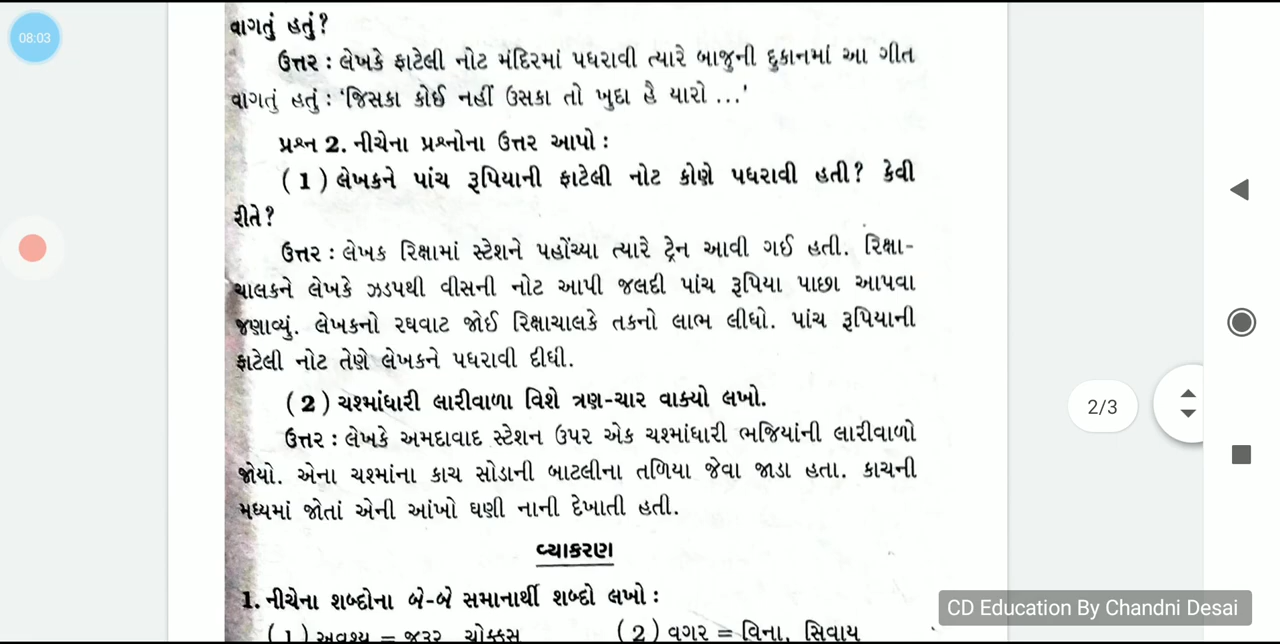 08:03
વાગતું હતું?
ઉત્તર : લેખકે ફાટેલી નોટ મંદિરમાં પધરાવી ત્યારે બાજુની દુકાનમાં આ ગીત
વાગતું હતું : ‘જિસકા કોઈ નહીં ઉસકા તો ખુદા હૈ યારો ...’
પ્રશ્ન 2. નીચેના પ્રશ્નોના ઉત્તર આપો :
(1) લેખકને પાંચ રૂપિયાની ફાટેલી નોટ કોણે પધરાવી હતી? કેવી
રીતે?
ઉત્તર : લેખક રિક્ષામાં સ્ટેશને પહોંચ્યા ત્યારે ટ્રેન આવી ગઈ હતી. રિક્ષા-
ચાલકને લેખકે ઝડપથી વીસની નોટ આપી જલદી પાંચ રૂપિયા પાછા આપવા
જણાવ્યું. લેખકનો રઘવાટ જોઈ રિક્ષાચાલકે તકનો લાભ લીધો. પાંચ રૂપિયાની
ફાટેલી નોટ તેણે લેખકને પધરાવી દીધી.
(2) ચશ્માંધારી લારીવાળા વિશે ત્રણ-ચાર વાક્યો લખો.
ઉત્તર : લેખકે અમદાવાદ સ્ટેશન ઉપર એક ચશ્માંધારી ભજિયાંની લારીવાળો
જોયો. એના ચશ્માંના કાચ સોડાની બાટલીના તળિયા જેવા જાડા હતા. કાચની
મધ્યમાં જોતાં એની આંખો ઘણી નાની દેખાતી હતી.
વ્યાકરણ
1. નીચેના શબ્દોના બે-બે સમાનાર્થી શબ્દો લખો :
(1) અવશ્ય = જરૂર, ચોક્કસ (2) વગર = વિના, સિવાય
2/3
CD Education By Chandni Desai